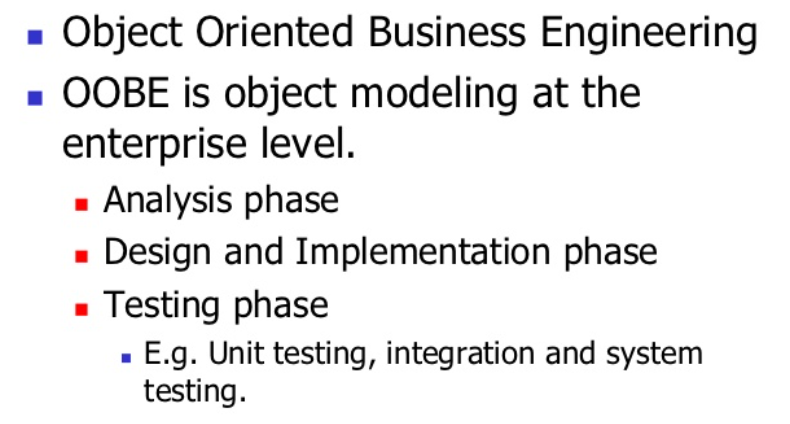 Object Oriented Business Engineering
OOBE is object modeling at the
enterprise level.
Analysis phase
Design and Implementation phase
Testing phase
E.g. Unit testing, integration and system
testing.